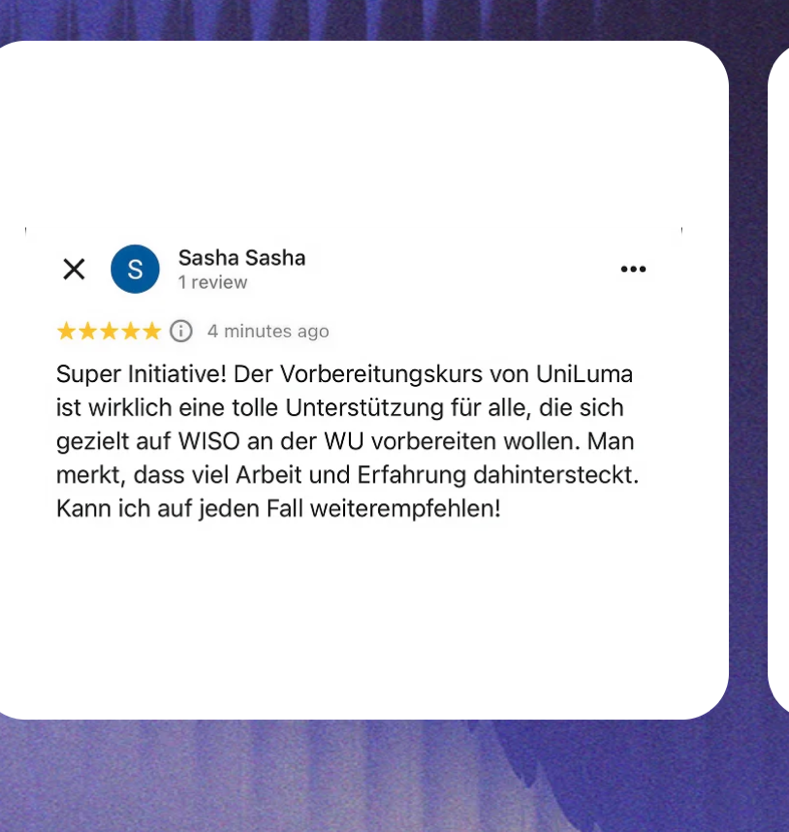 Sasha Sasha
S
1 review
4 minutes ago
Super Initiative! Der Vorbereitungskurs von UniLuma
ist wirklich eine tolle Unterstützung für alle, die sich
gezielt auf WISO an der WU vorbereiten wollen. Man
merkt, dass viel Arbeit und Erfahrung dahintersteckt.
Kann ich auf jeden Fall weiterempfehlen!